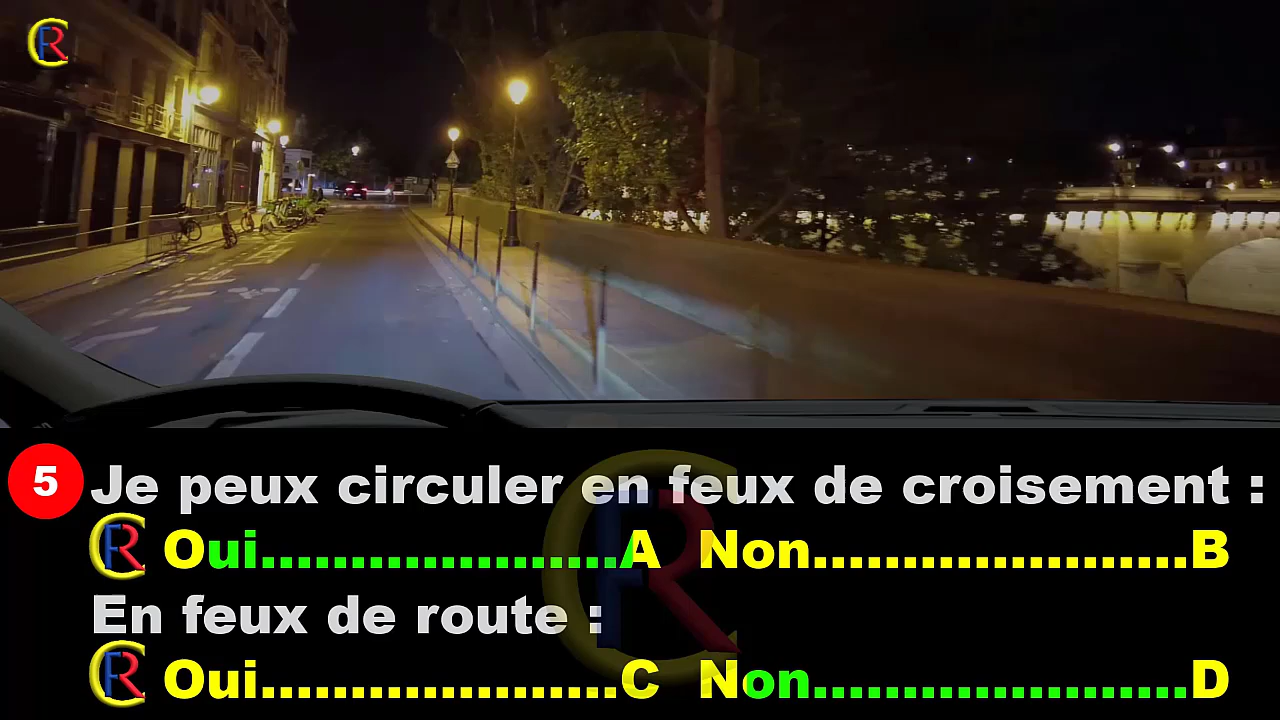 5 Je peux circuler en feux de croisement :
Oui....................A Non.....................B
En feux de route :
Oui....................C Non.....................D